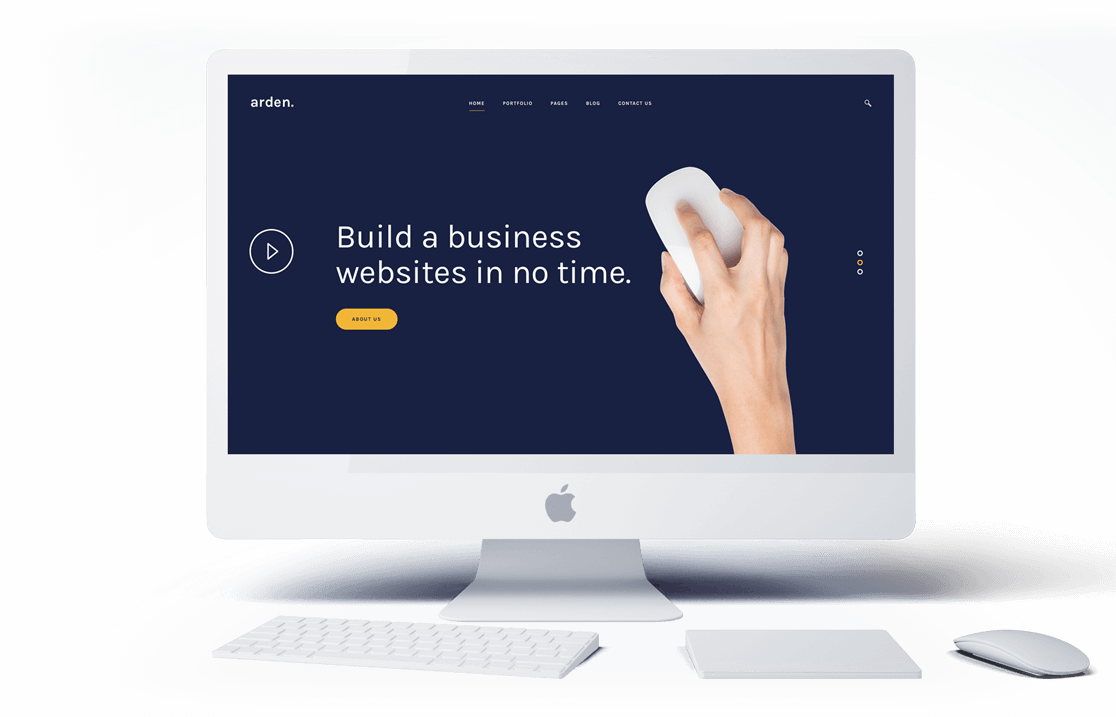 arden.
HOME PORTFOLIO PAGES BLOG CONTACT US
Build a business
websites in no time.
ABOUT US